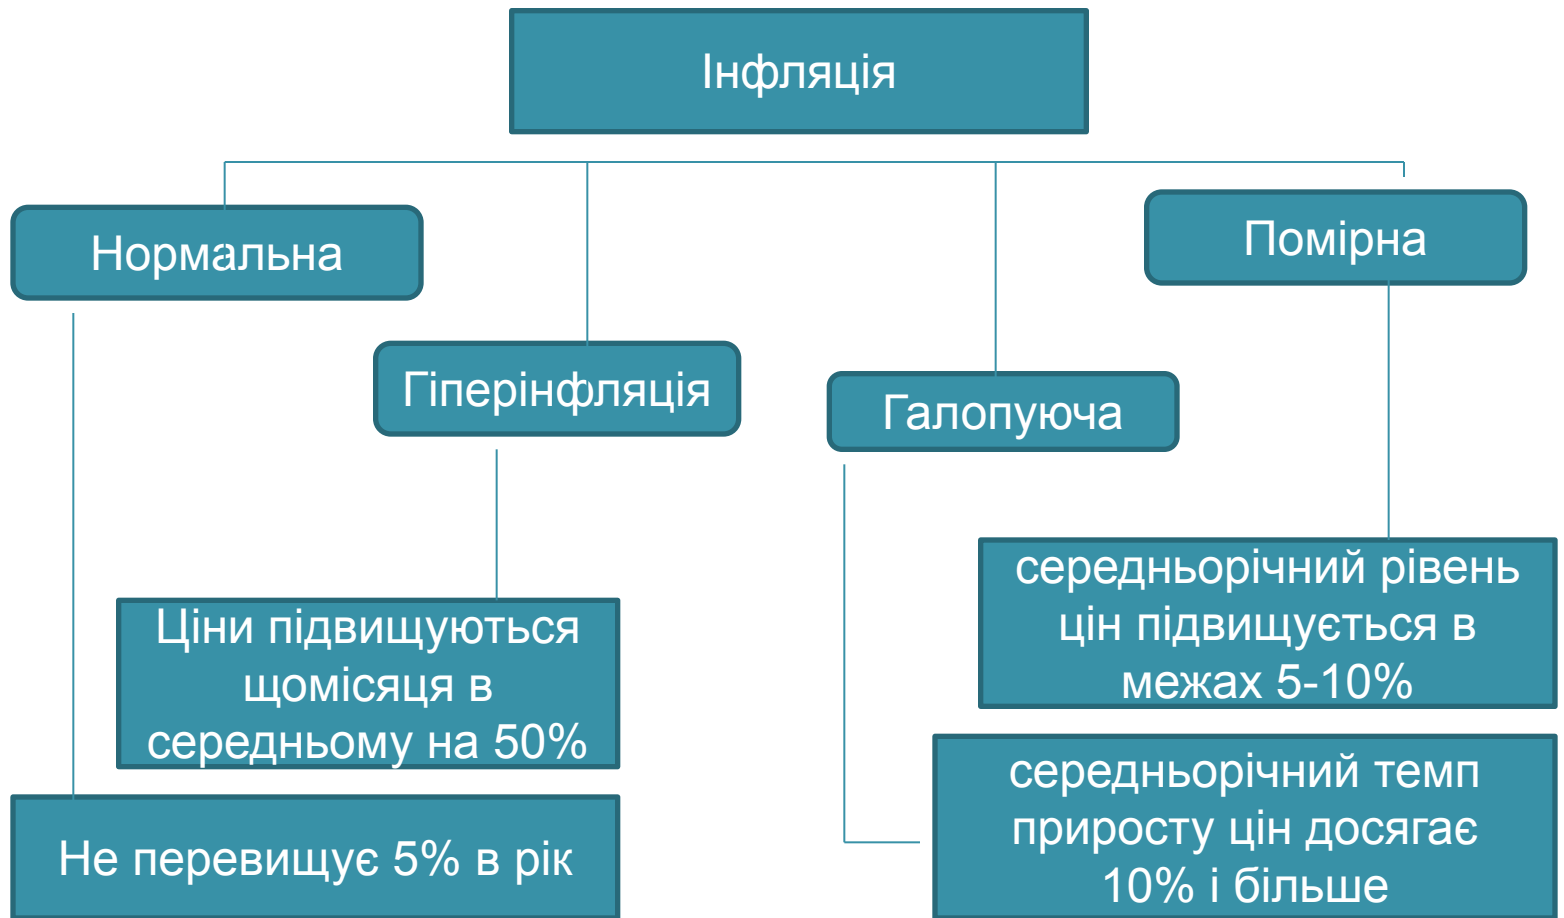 Інфляція
Нормальна
Помірна
Гіперінфляція
Галопуюча
середньорічний рівень
цін підвищується в
межах 5-10%
Ціни підвищуються
щомісяця в
середньому на 50%
середньорічний темп
приросту цін досягає
10% і більше
Не перевищує 5% в рік